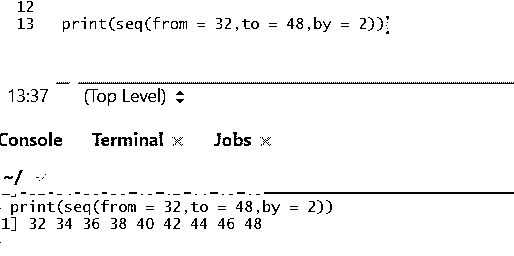 12
13 print(seq(from = 32,to = 48,by = 2))
13:37 (Top Level)
Console Terminal × Jobs ×
~/
print(seq(from = 32,to = 48,by = 2))
1] 32 34 36 38 40 42 44 46 48